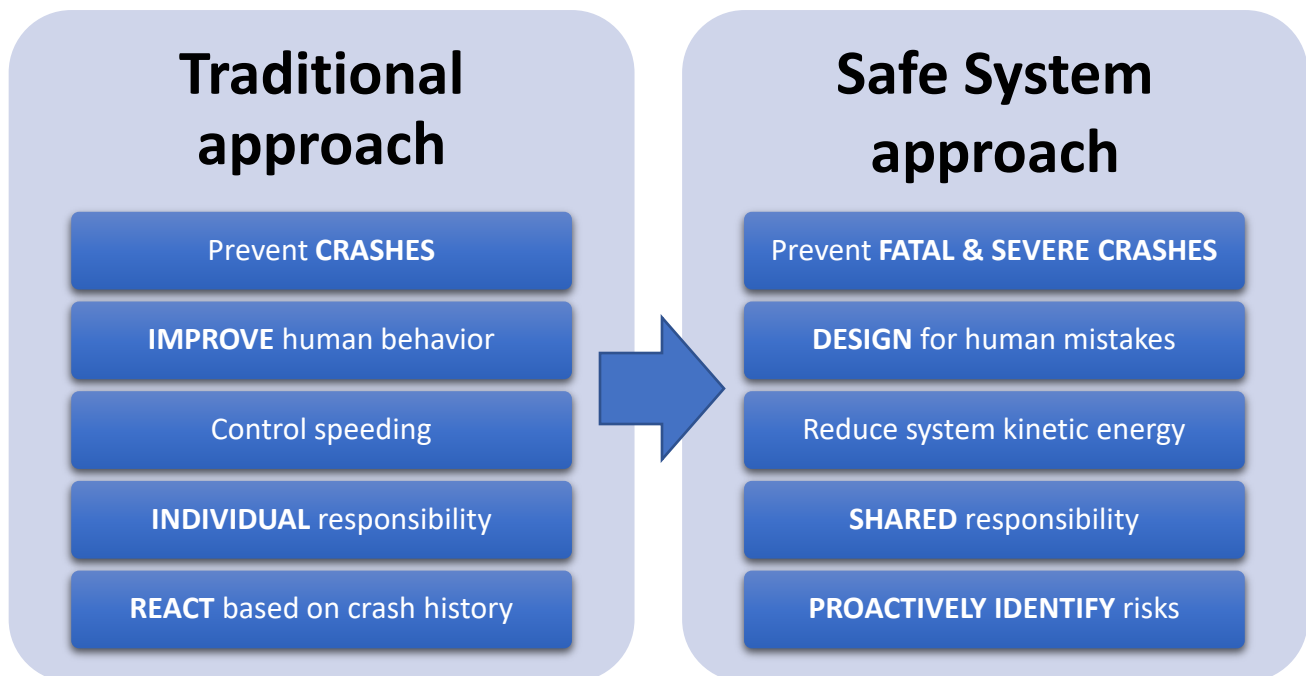 Traditional
approach
Prevent CRASHES
IMPROVE human behavior
Control speeding
INDIVIDUAL responsibility
REACT based on crash history
Safe System
approach
Prevent FATAL & SEVERE CRASHES
DESIGN for human mistakes
Reduce system kinetic energy
SHARED responsibility
PROACTIVELY IDENTIFY risks